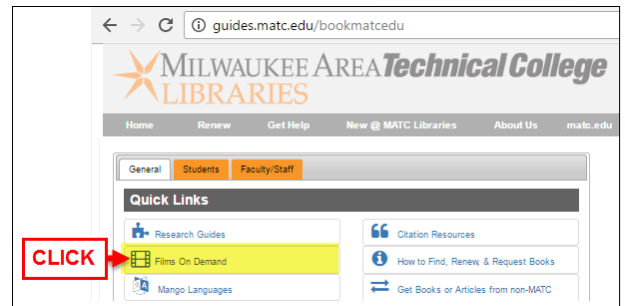 guides.matc.edu/bookmatcedu
MILWAUKEE AREA Technical College
LIBRARIES
Home Renew Get Help New @ MATC Libraries About Us matc.edu
General Students Faculty/Staff
Quick Links
Research Guides Citation Resources
CLICK Films On Demand How to Find, Renew, & Request Books
Mango Languages Get Books or Articles from non-MATC